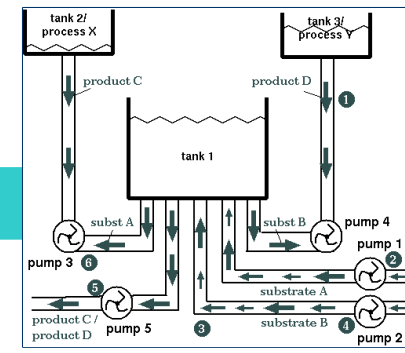 tank 2/
process X
tank 3/
process Y
product C
product D
1
tank 1
subst A
subst B
pump 4
pump 3
6
pump 1
2
5
substrate A
product C /
product D
pump 5
3
substrate B
4
pump 2